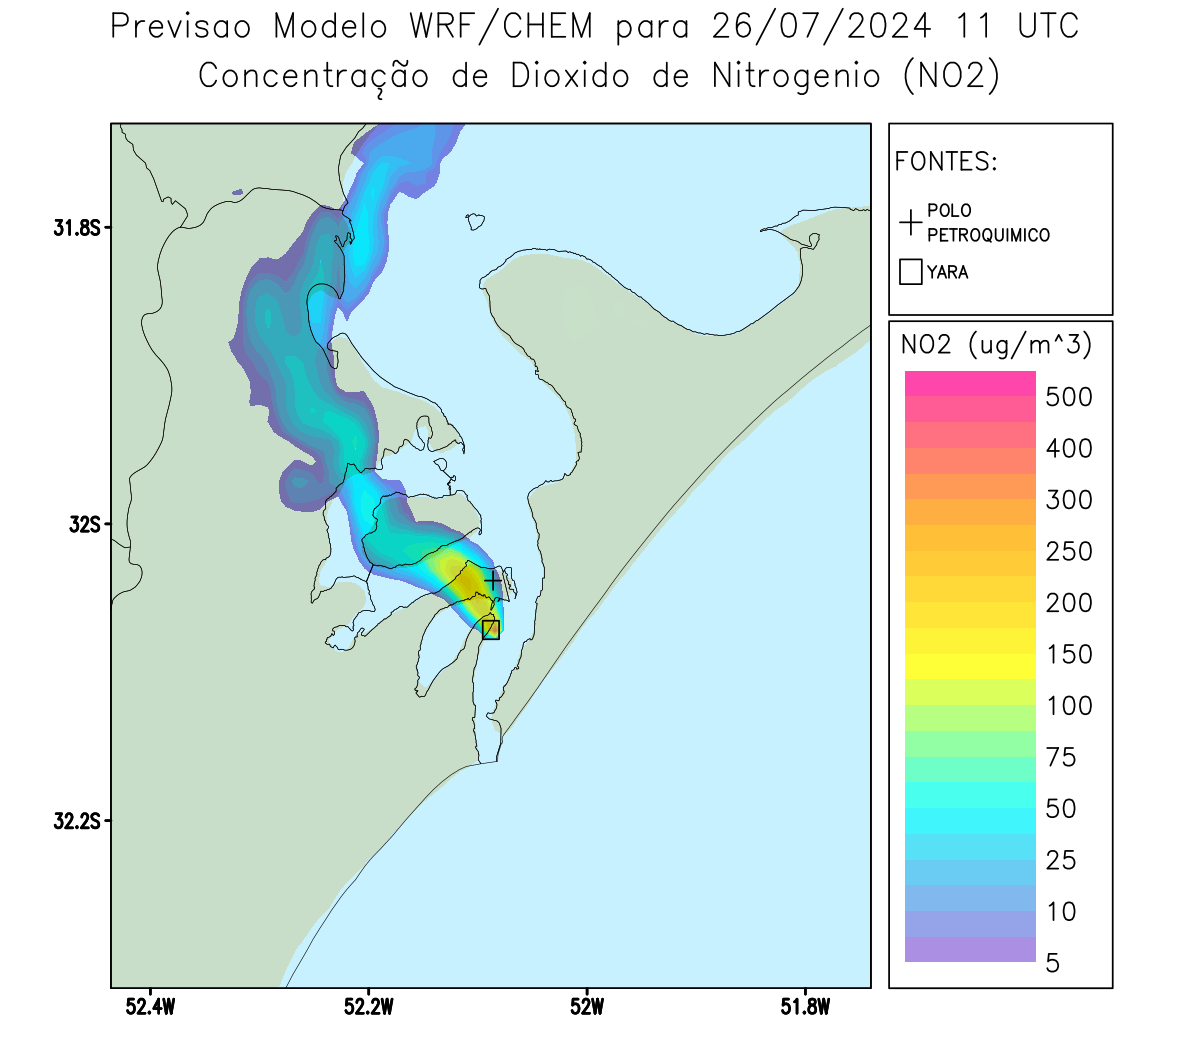 Previsao Modelo WRF/CHEM para 26/07/2024 11 UTC
Concentração de Dioxido de Nitrogenio (NO2)
FONTES:
POLO
PETROQUIMICO
YARA
NO2 (ug/m^3)
500
400
300
250
200
150
100
75
50
25
10
5
31.8S
32S
32.2S
52.4W
52.2W
52W
51.8W